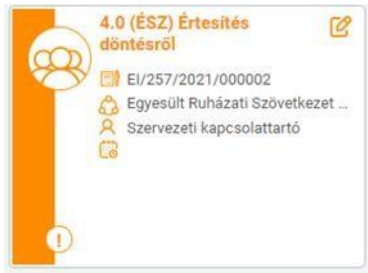 4.0 (ÉSZ) Értesítés
döntésről
EI/257/2021/000002
Egyesült Ruházati Szövetkezet ...
Szervezeti kapcsolattartó
!